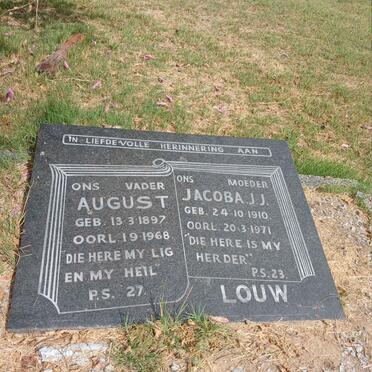 IN LIEFDEVOLLE HERINNERING AAN
ONS VADER
AUGUST
GEB. 13·3·1897.
OORL. 1·9·1968.
"DIE HERE MY LIG
EN MY HEIL"
P.S. 27.
ONS MOEDER
JACOBA J.J.
GEB. 24·10·1910.
OORL. 20·3·1971.
"DIE HERE IS MY
HERDER."
P.S. 23.
LOUW